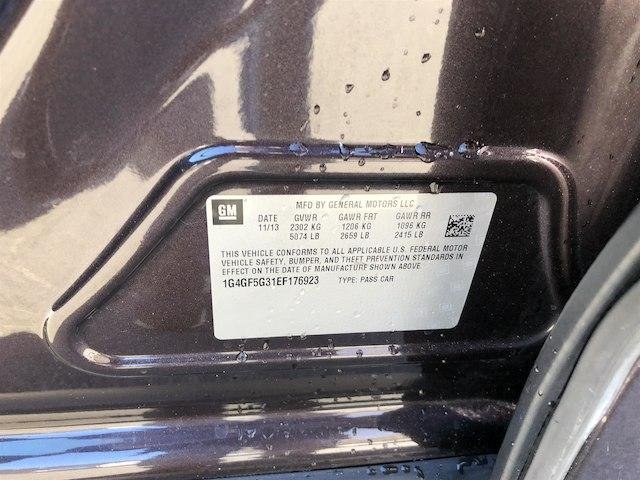 GM
MFD BY GENERAL MOTORS LLC
DATE GVWR GAWR FRT GAWR RR
11/13 2302 KG 1206 KG 1096 KG
5074 LB 2659 LB 2415 LB
THIS VEHICLE CONFORMS TO ALL APPLICABLE U.S. FEDERAL MOTOR
VEHICLE SAFETY, BUMPER, AND THEFT PREVENTION STANDARDS IN
EFFECT ON THE DATE OF MANUFACTURE SHOWN ABOVE
1G4GF5G31EF176923 TYPE: PASS CAR